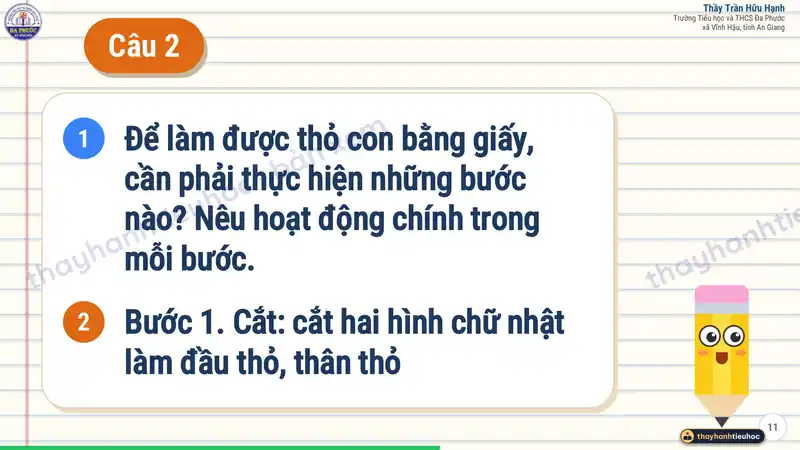 Thầy Trần Hữu Hạnh
Trường Tiểu học và THCS Đa Phước
xã Vĩnh Hậu, tỉnh An Giang
ĐA PHƯỚC
Câu 2
1
Để làm được thỏ con bằng giấy,
cần phải thực hiện những bước
nào? Nêu hoạt động chính trong
mỗi bước.
2
Bước 1. Cắt: cắt hai hình chữ nhật
làm đầu thỏ, thân thỏ
11
thayhanhtieuhoc